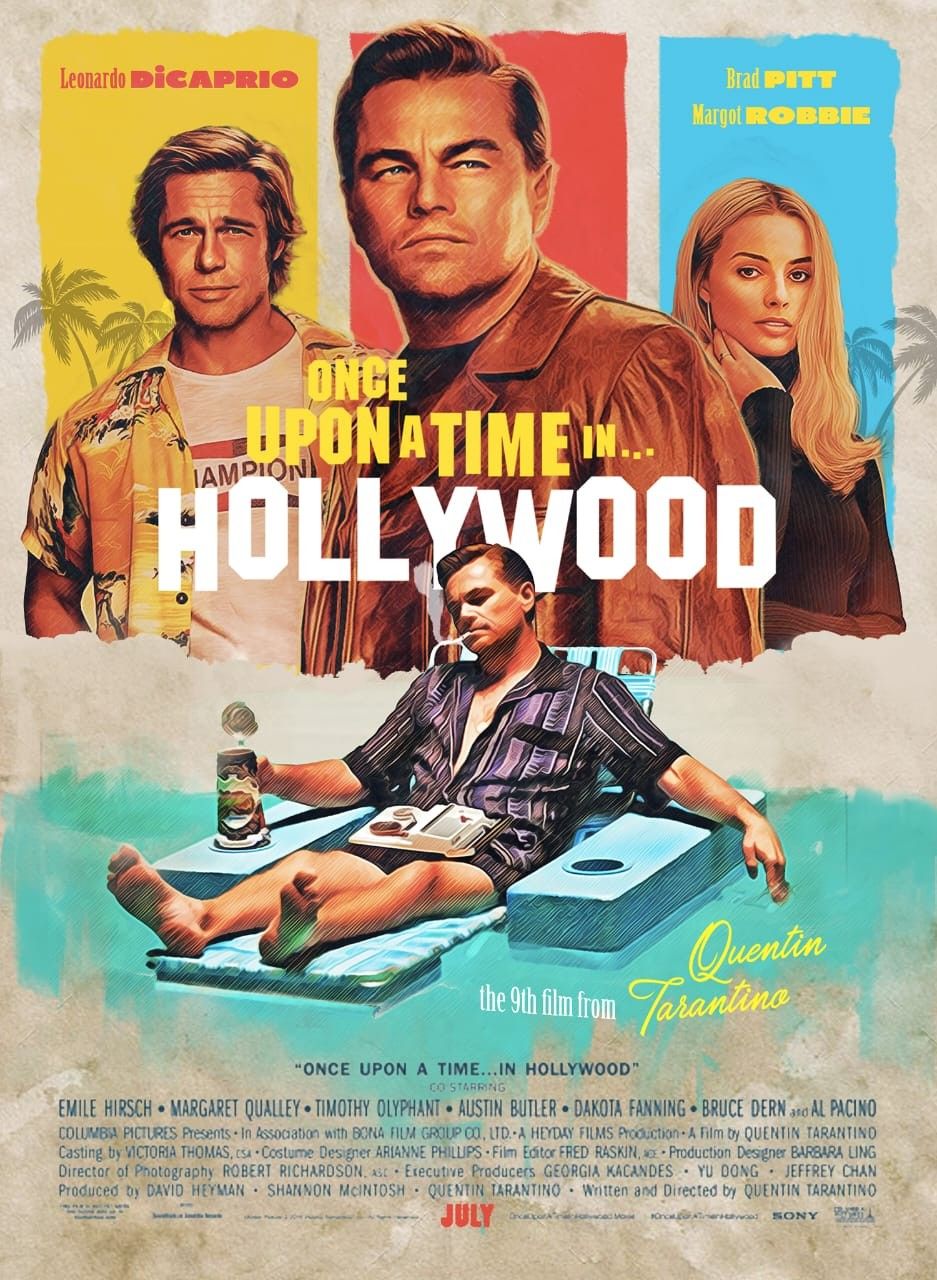 Leonardo DiCAPRIO
Brad PITT
Margot ROBBIE
HAMPION
ONCE
UPON A TIME IN...
HOLLYWOOD
Quentin
the 9th film from Tarantino
“ONCE UPON A TIME...IN HOLLYWOOD”
CO STARRING
EMILE HIRSCH • MARGARET QUALLEY • TIMOTHY OLYPHANT • AUSTIN BUTLER • DAKOTA FANNING • BRUCE DERN and AL PACINO
COLUMBIA PICTURES Presents • In Association with BONA FILM GROUP CO., LTD. • A HEYDAY FILMS Production • A Film by QUENTIN TARANTINO
Casting by VICTORIA THOMAS, CSA • Costume Designer ARIANNE PHILLIPS • Film Editor FRED RASKIN, ACE • Production Designer BARBARA LING
Director of Photography ROBERT RICHARDSON, ASC • Executive Producers GEORGIA KACANDES • YU DONG • JEFFREY CHAN
Produced by DAVID HEYMAN • SHANNON McINTOSH • QUENTIN TARANTINO • Written and Directed by QUENTIN TARANTINO
JULY OnceUponATimeInHollywood.Movie #OnceUponATimeInHollywood SONY